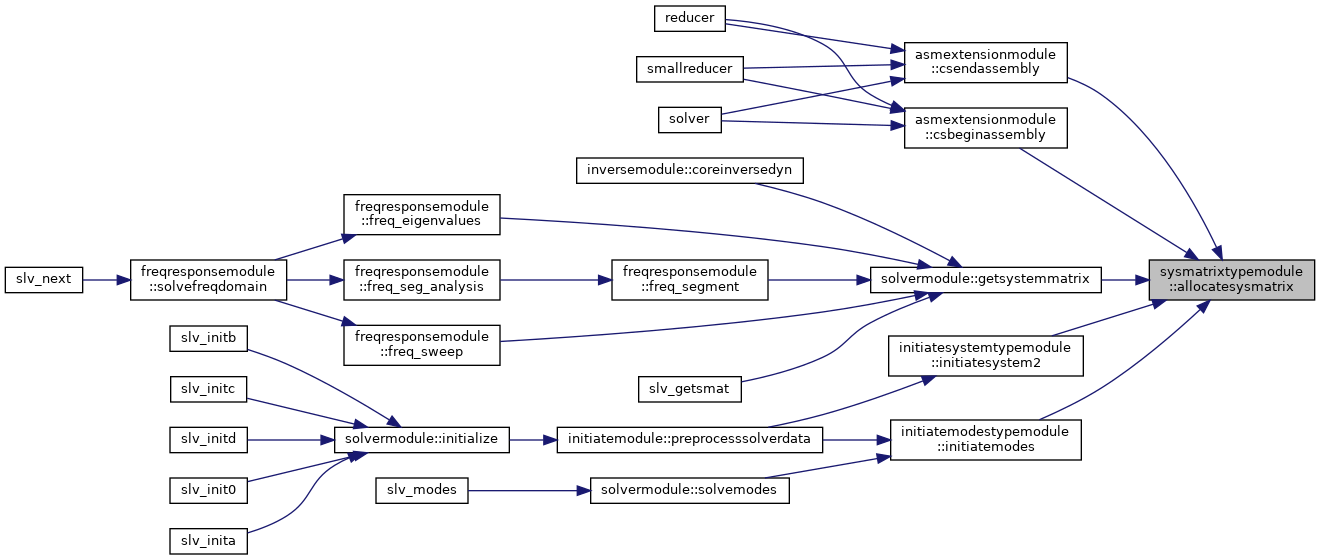 reducer
asmextensionmodule
::csendassembly
smallreducer
solver
asmextensionmodule
::csbeginassembly
inversemodule::coreinversedyn
freqresponsemodule
::freq_eigenvalues
slv_next
freqresponsemodule
::solvefreqdomain
freqresponsemodule
::freq_seg_analysis
freqresponsemodule
::freq_segment
solvermodule::getsystemmatrix
sysmatrixtypemodule
::allocatesysmatrix
freqresponsemodule
::freq_sweep
slv_initb
initiatesystemtypemodule
::initiatesystem2
slv_initc
slv_getsmat
slv_initd
solvermodule::initialize
initiatemodule::preprocesssolverdata
initiatemodestypemodule
::initiatemodes
slv_init0
slv_modes
solvermodule::solvemodes
slv_inita